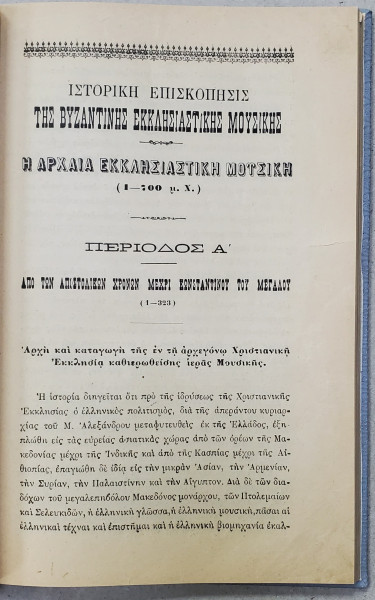 ΙΣΤΟΡΙΚΗ ΕΠΙΣΚΟΠΗΣΙΣ
ΤΗΣ ΒΥΖΑΝΤΙΝΗΣ ΕΚΚΛΗΣΙΑΣΤΙΚΗΣ ΜΟΥΣΙΚΗΣ
Η ΑΡΧΑΙΑ ΕΚΚΛΗΣΙΑΣΤΙΚΗ ΜΟΥΣΙΚΗ
(1—700 μ. Χ.)
ΠΕΡΙΟΔΟΣ Α΄
ΑΠΟ ΤΩΝ ΑΠΟΣΤΟΛΙΚΩΝ ΧΡΟΝΩΝ ΜΕΧΡΙ ΚΩΝΣΤΑΝΤΙΝΟΥ ΤΟΥ ΜΕΓΑΛΟΥ
(1—323)
Ἀρχὴ καὶ καταγωγὴ τῆς ἐν τῇ ἀρχεγόνῳ Χριστιανικῇ
Ἐκκλησίᾳ καθιερωθείσης ἱερᾶς Μουσικῆς.
Ἡ ἱστορία διηγεῖται ὅτι πρὸ τῆς ἱδρύσεως τῆς Χριστιανικῆς
Ἐκκλησίας ὁ ἑλληνικὸς πολιτισμός, διὰ τῆς ἀπεράντου κυριαρ-
χίας τοῦ Μ. Ἀλεξάνδρου μεταφυτευθεὶς ἐκ τῆς Ἑλλάδος, ἐξη-
πλώθη εἰς τὰς εὐρείας ἀσιατικὰς χώρας ἀπὸ τῶν ὀρέων τῆς Μα-
κεδονίας μέχρι τῆς Ἰνδικῆς καὶ ἀπὸ τῆς Κασπίας μέχρι τῆς Αἰ-
θιοπίας, ἐπαγιώθη δὲ ἰδίᾳ εἰς τὴν μικρὰν Ἀσίαν, τὴν Ἀρμενίαν,
τὴν Συρίαν, τὴν Παλαιστίνην καὶ τὴν Αἴγυπτον. Διὰ δὲ τῶν δια-
δόχων τοῦ μεγαλεπηβόλου Μακεδόνος μονάρχου, τῶν Πτολεμαίων
καὶ Σελευκιδῶν, ἡ ἑλληνικὴ γλῶσσα, ἡ ἑλληνικὴ μουσική, πᾶσαι αἱ
ἑλληνικαὶ τέχναι καὶ ἐπιστῆμαι καὶ ἡ ἑλληνικὴ βιομηχανία ἐκαλ-